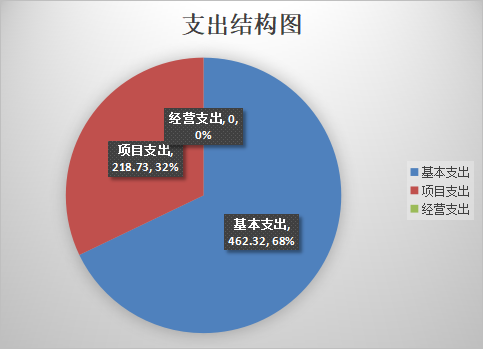 支出结构图
经营支出, 0,
0%
项目支出,
218.73, 32%
基本支出,
462.32, 68%
基本支出
项目支出
经营支出